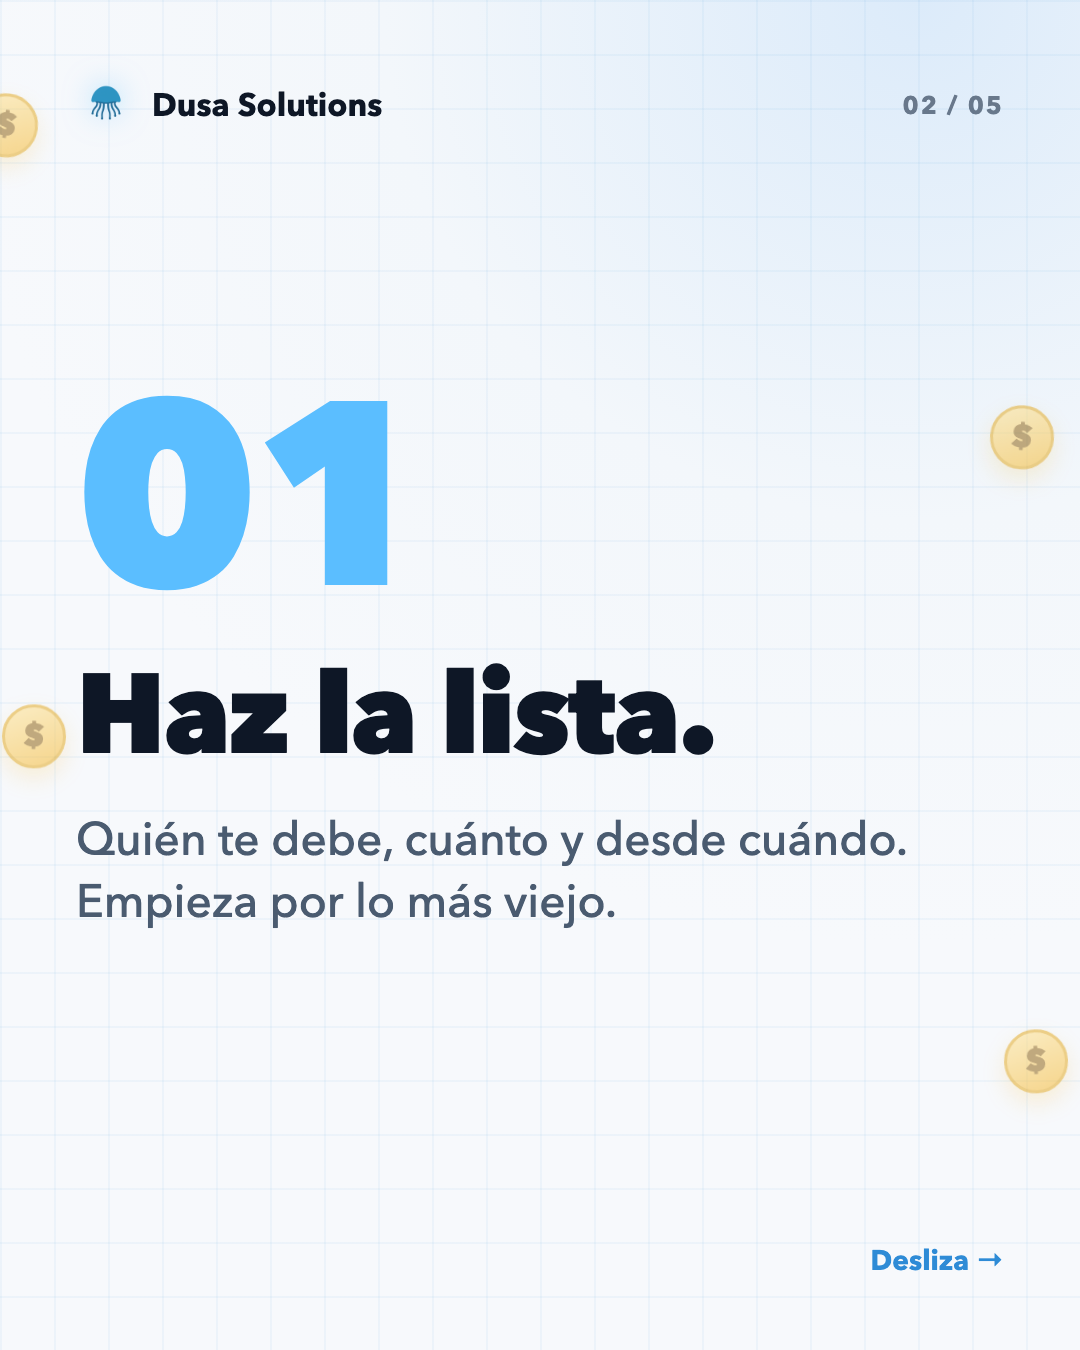 Dusa Solutions
02 / 05
$
$
01
Haz la lista.
$
Quién te debe, cuánto y desde cuándo.
Empieza por lo más viejo.
$
Desliza →